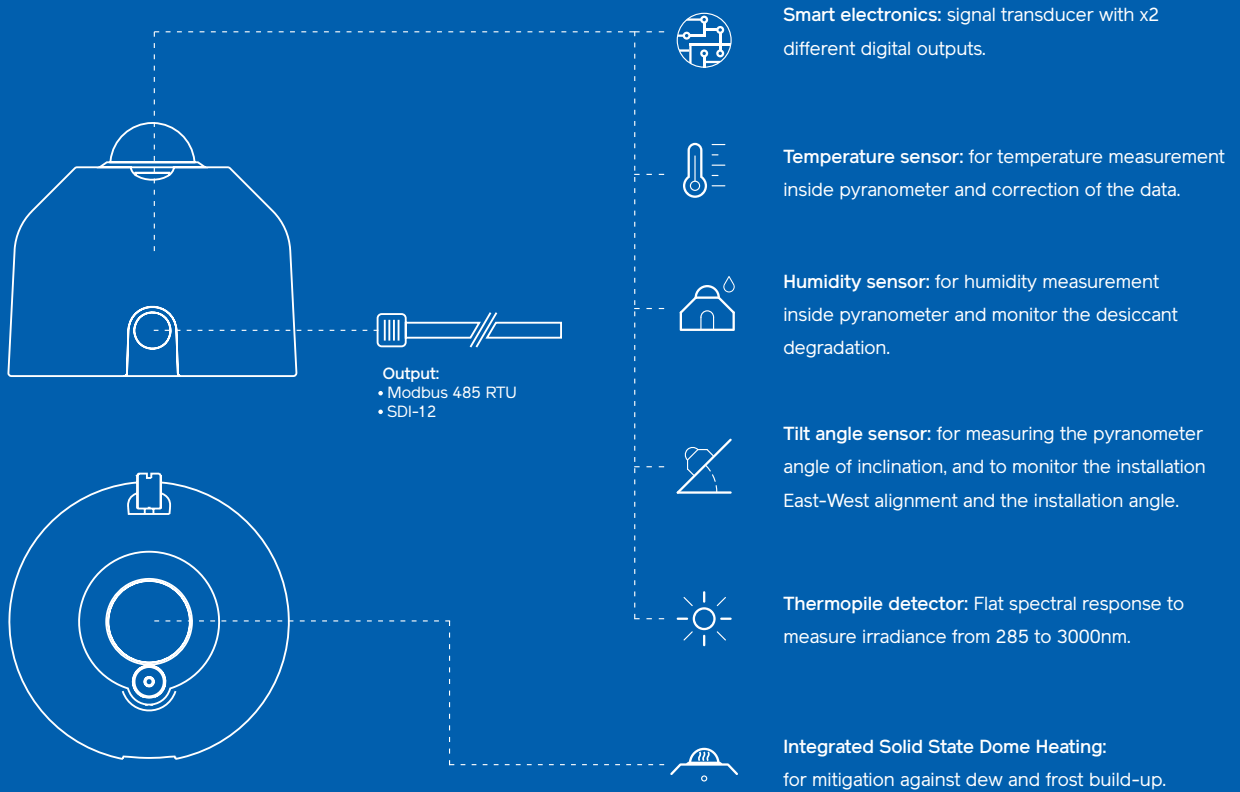 Smart electronics: signal transducer with x2
different digital outputs.
Temperature sensor: for temperature measurement
inside pyranometer and correction of the data.
Humidity sensor: for humidity measurement
inside pyranometer and monitor the desiccant
degradation.
Output:
• Modbus 485 RTU
• SDI-12
Tilt angle sensor: for measuring the pyranometer
angle of inclination, and to monitor the installation
East-West alignment and the installation angle.
Thermopile detector: Flat spectral response to
measure irradiance from 285 to 3000nm.
Integrated Solid State Dome Heating:
for mitigation against dew and frost build-up.